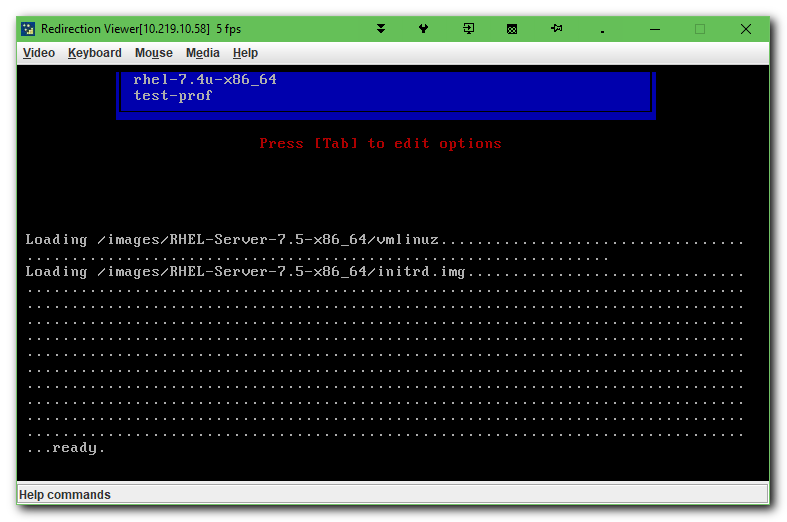 Redirection Viewer[10.219.10.58] 5 fps
Video Keyboard Mouse Media Help
rhel-7.4u-x86_64
test-prof
Press [Tab] to edit options
Loading /images/RHEL-Server-7.5-x86_64/vmlinuz..................................
.................................................................
Loading /images/RHEL-Server-7.5-x86_64/initrd.img...............................
................................................................................
................................................................................
................................................................................
................................................................................
................................................................................
................................................................................
................................................................................
................................................................................
................................................................................
................................................................................
...ready.
Help commands